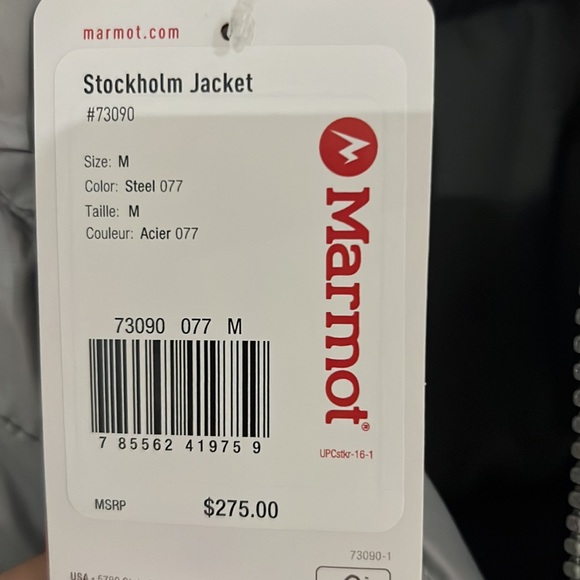 marmot.com
Stockholm Jacket
#73090
Size: M
Color: Steel 077
Taille: M
Couleur: Acier 077
Marmot®
73090 077 M
7 85562 41975 9
UPCstkr-16-1
MSRP $275.00
73090-1
USA